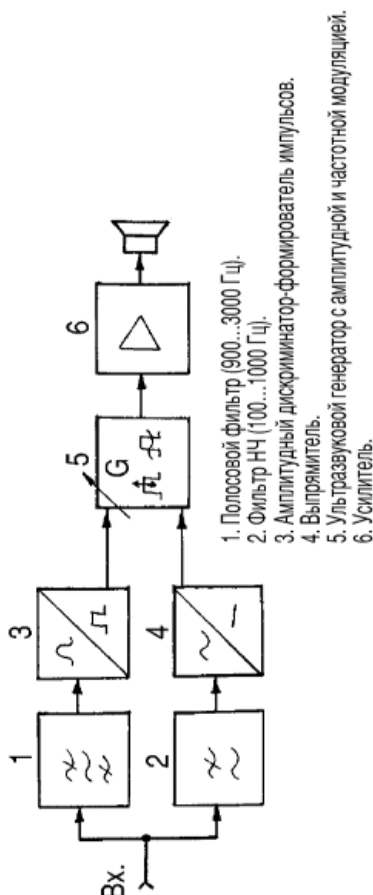 Вх.
1
2
3
4
5
G
6
1. Полосовой фильтр (900...3000 Гц).
2. Фильтр НЧ (100...1000 Гц).
3. Амплитудный дискриминатор-формирователь импульсов.
4. Выпрямитель.
5. Ультразвуковой генератор с амплитудной и частотной модуляцией.
6. Усилитель.